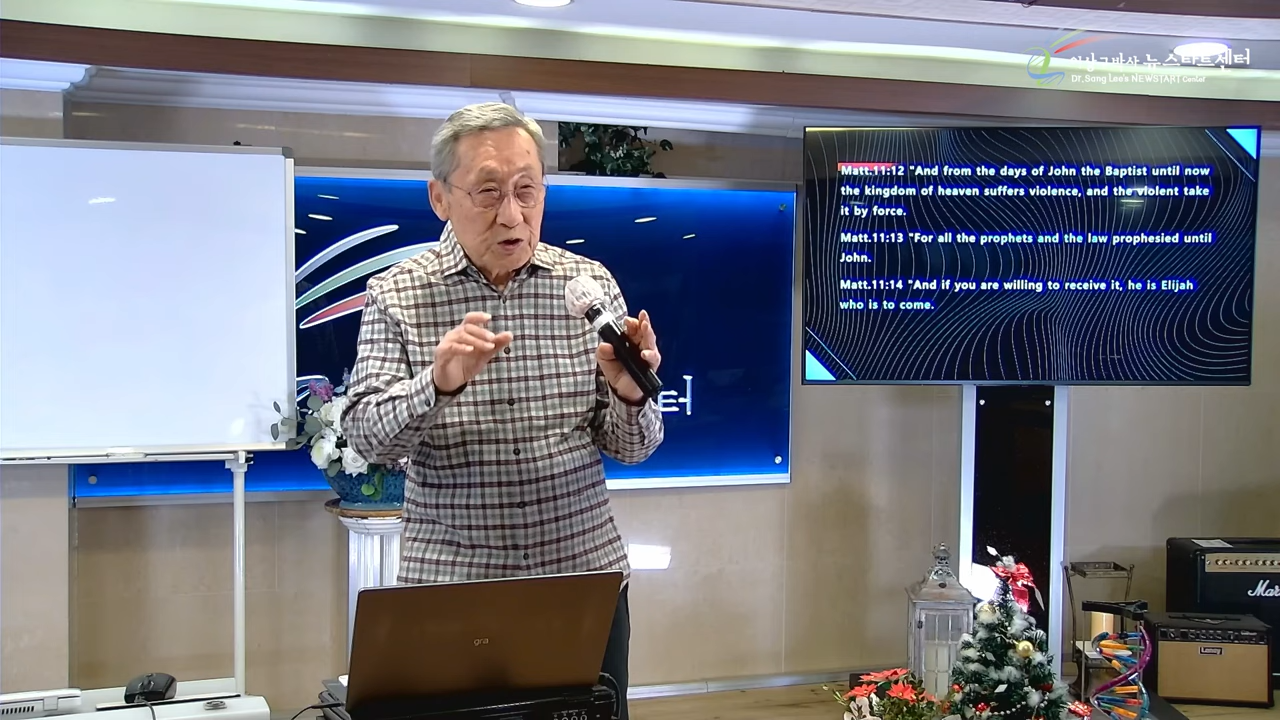 이상구박사 뉴스타트센터
Dr. Sang Lee's NEWSTART Center
Matt.11:12 "And from the days of John the Baptist until now
the kingdom of heaven suffers violence, and the violent take
it by force.
Matt.11:13 "For all the prophets and the law prophesied until
John.
Matt.11:14 "And if you are willing to receive it, he is Elijah
who is to come.
터
gra
Mar
Laney